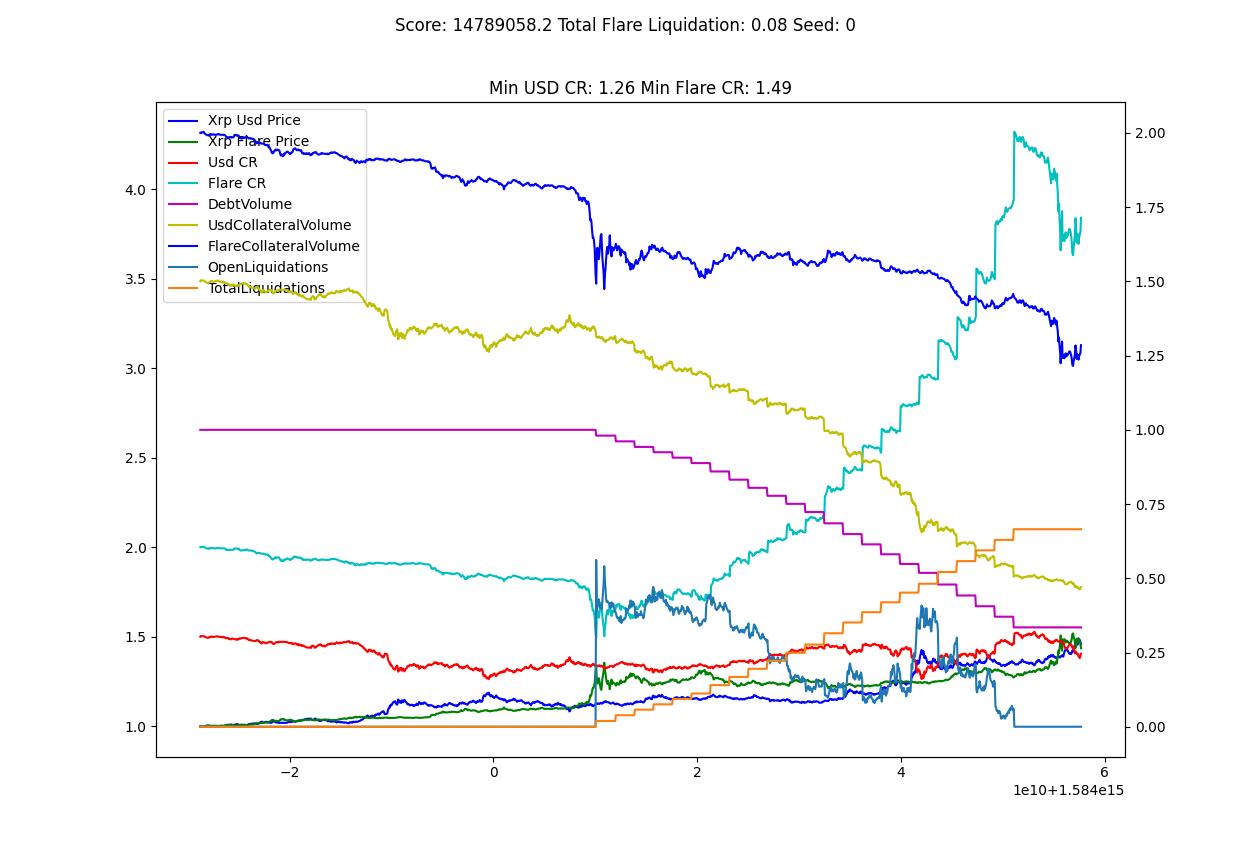 Score: 14789058.2 Total Flare Liquidation: 0.08 Seed: 0
Min USD CR: 1.26 Min Flare CR: 1.49
Xrp Usd Price
Xrp Flare Price
Usd CR
Flare CR
DebtVolume
UsdCollateralVolume
FlareCollateralVolume
OpenLiquidations
TotalLiquidations
4.0
3.5
3.0
2.5
2.0
1.5
1.0
2.00
1.75
1.50
1.25
1.00
0.75
0.50
0.25
0.00
−2
0
2
4
6
1e10+1.584e15